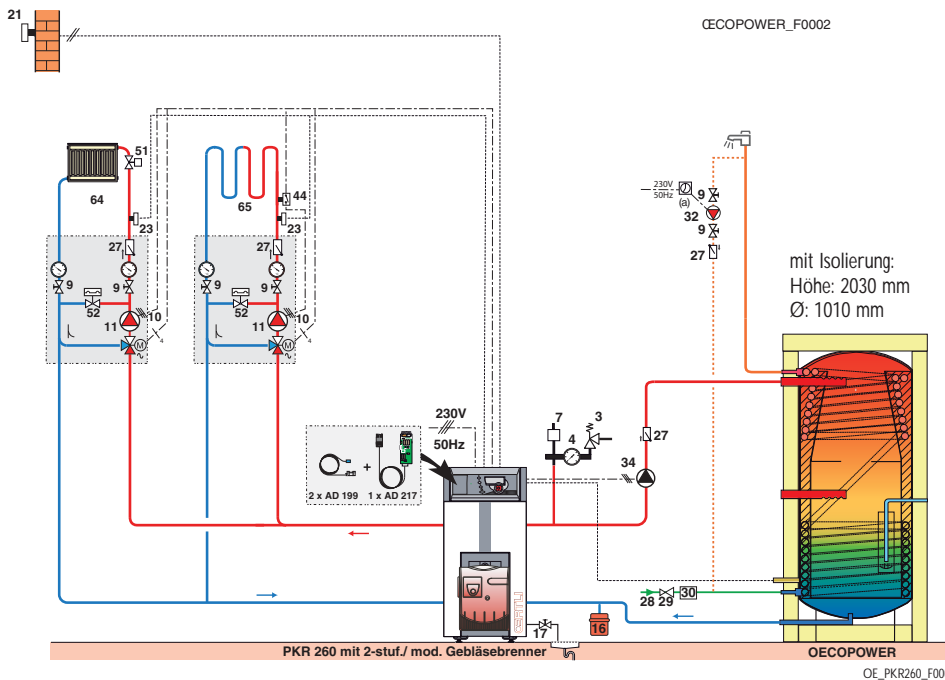 21
ŒCOPOWER_F0002
51
64
65
44
23
23
230V
50Hz
(a)
9
32
9
27
27
27
9
9
9
9
52
52
10
10
11
11
M
M
4
4
mit Isolierung:
Höhe: 2030 mm
Ø: 1010 mm
230V
50Hz
7
3
4
27
34
2 x AD 199
+
1 x AD 217
28
29
30
OERTLI
16
17
PKR 260 mit 2-stuf./ mod. Gebläsebrenner
OECOPOWER
OE_PKR260_F00